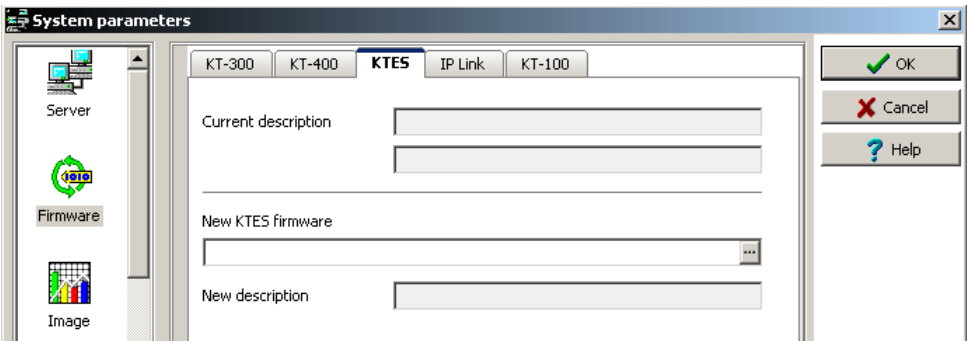 System parameters
Server
Firmware
Image
KT-300 KT-400 KTES IP Link KT-100
Current description
New KTES firmware
...
New description
OK
Cancel
? Help